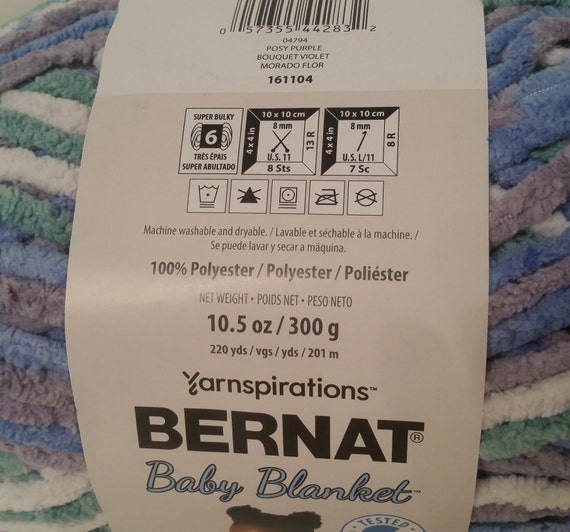 0 57355 44283 2
04794
POSY PURPLE
BOUQUET VIOLET
MORADO FLOR
161104
SUPER BULKY
6
TRÈS ÉPAIS
SUPER ABULTADO
10 x 10 cm
4 x 4 in
8 mm
U.S. 11
13 R
8 Sts
10 x 10 cm
4 x 4 in
8 mm
U.S. L/11
8 R
7 Sc
Machine washable and dryable. / Lavable et séchable à la machine. /
Se puede lavar y secar a máquina.
100% Polyester / Polyester / Poliéster
NET WEIGHT • POIDS NET • PESO NETO
10.5 oz / 300 g
220 yds / vgs / yds / 201 m
Yarnspirations™
BERNAT®
Baby Blanket™
TESTED